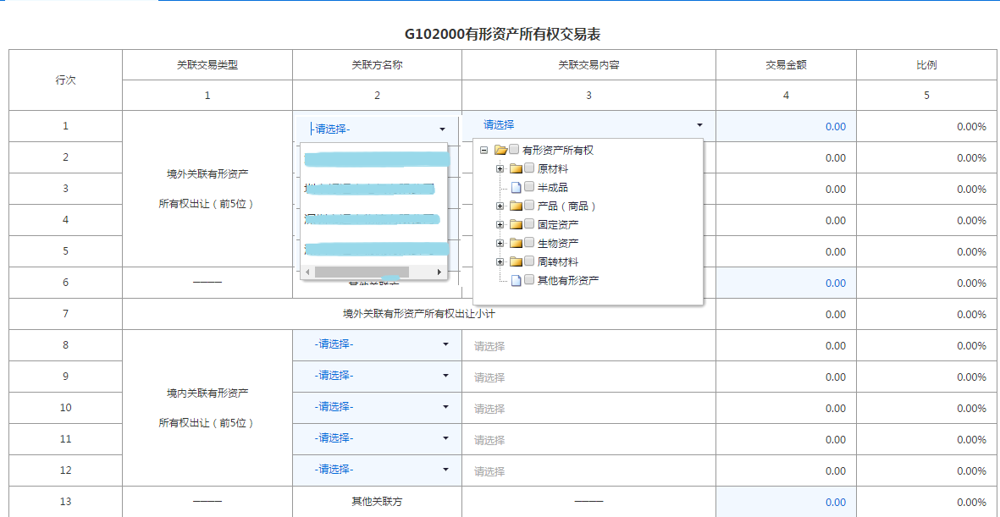 G102000有形资产所有权交易表
行次 关联交易类型 关联方名称 关联交易内容 交易金额 比例
1 2 3 4 5
1 -请选择- 请选择 0.00 0.00%
有形资产所有权
2 原材料 0.00 0.00%
境外关联有形资产
半成品
3 0.00 0.00%
所有权出让（前5位） 产品（商品）
4 固定资产 0.00 0.00%
生物资产
5 0.00 0.00%
周转材料
6 ———— 其他关联方 其他有形资产 0.00 0.00%
7 境外关联有形资产所有权出让小计 0.00 0.00%
8 -请选择- 请选择 0.00 0.00%
9 -请选择- 请选择 0.00 0.00%
境内关联有形资产
10 -请选择- 请选择 0.00 0.00%
所有权出让（前5位）
11 -请选择- 请选择 0.00 0.00%
12 -请选择- 请选择 0.00 0.00%
13 ———— 其他关联方 ———— 0.00 0.00%